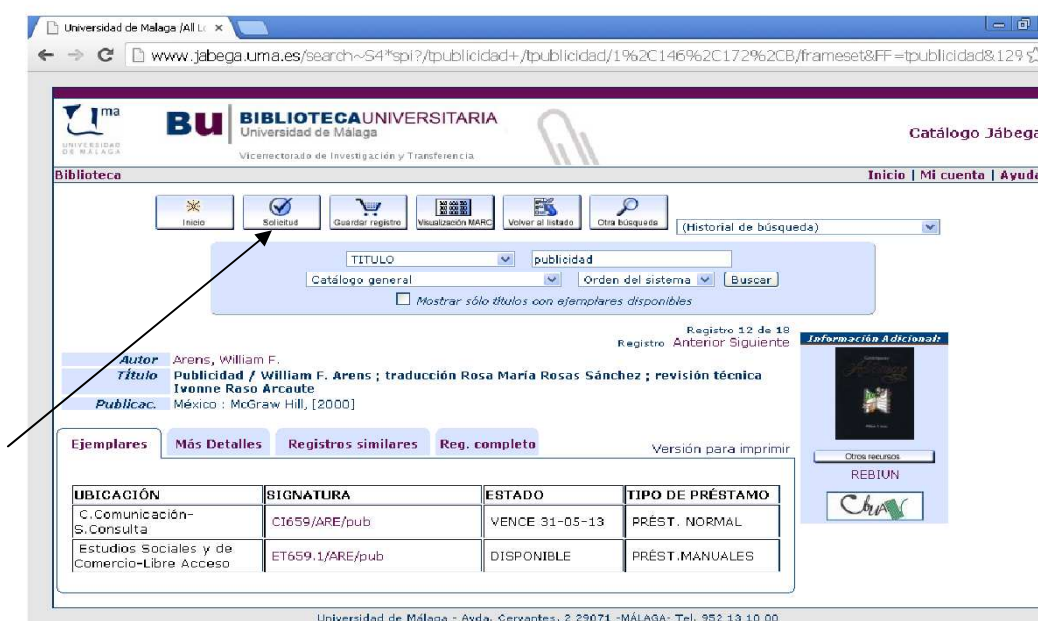 Universidad de Malaga /All Lc
www.jabega.uma.es/search~S4*spi?/tpublicidad+/tpublicidad/1%2C146%2C172%2CB/frameset&FF=tpublicidad&129
uma
UNIVERSIDAD
DE MÁLAGA
BU
BIBLIOTECAUNIVERSITARIA
Universidad de Málaga
Vicerrectorado de Investigación y Transferencia
Catálogo Jábega
Biblioteca
Inicio | Mi cuenta | Ayuda
Inicio
Solicitud
Guardar registro
Visualización MARC
Volver al listado
Otra búsqueda
(Historial de búsqueda)
TITULO
publicidad
Catálogo general
Orden del sistema
Buscar
Mostrar sólo títulos con ejemplares disponibles
Registro 12 de 18
Registro Anterior Siguiente
Información Adicional:
Autor Arens, William F.
Título Publicidad / William F. Arens ; traducción Rosa María Rosas Sánchez ; revisión técnica
Ivonne Raso Arcaute
Publicac. México : McGraw Hill, [2000]
Ejemplares
Más Detalles
Registros similares
Reg. completo
Versión para imprimir
Otros recursos
REBIUN
UBICACIÓN SIGNATURA ESTADO TIPO DE PRÉSTAMO
C.Comunicación-
S.Consulta
CI659/ARE/pub VENCE 31-05-13 PRÉST. NORMAL
Estudios Sociales y de
Comercio-Libre Acceso
ET659.1/ARE/pub DISPONIBLE PRÉST.MANUALES
Universidad de Málaga - Avda. Cervantes, 2 29071 -MÁLAGA- Tel. 952 13 10 00